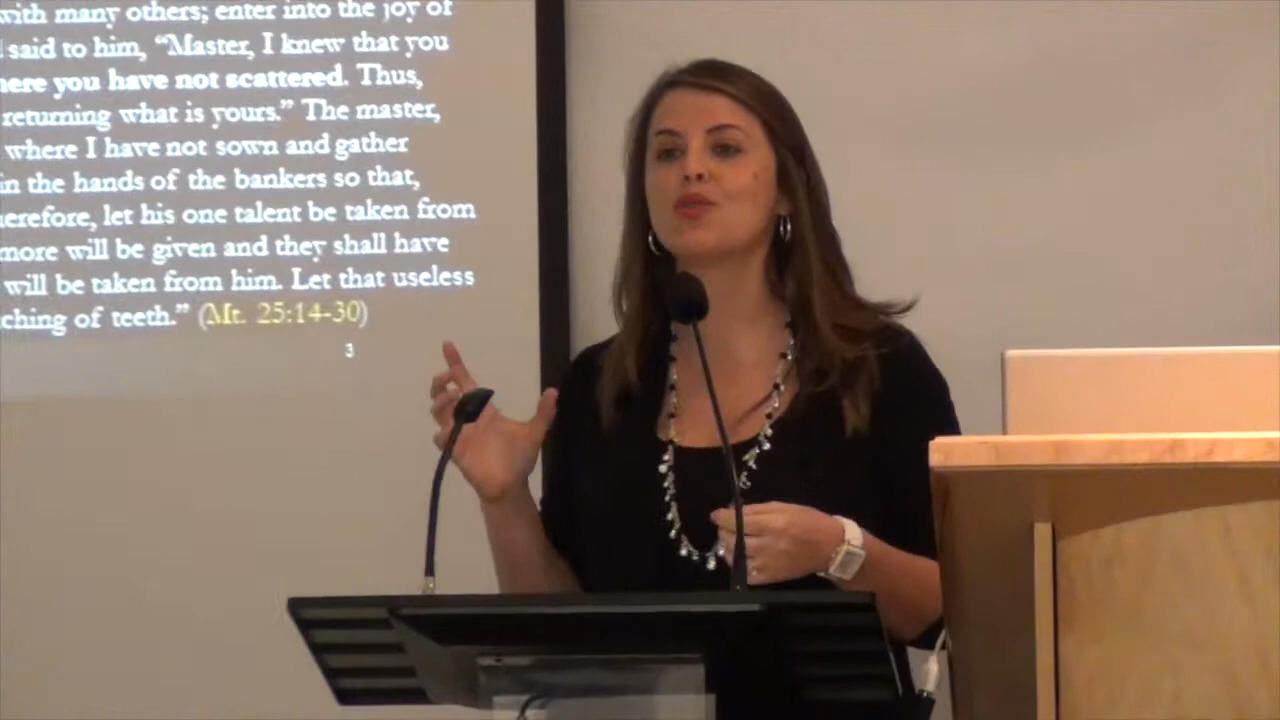 with many others; enter into the joy of
said to him, “Master, I knew that you
here you have not scattered. Thus,
returning what is yours.” The master,
where I have not sown and gather
in the hands of the bankers so that,
erefore, let his one talent be taken from
more will be given and they shall have
will be taken from him. Let that useless
ching of teeth.” (Mt. 25:14-30)
3